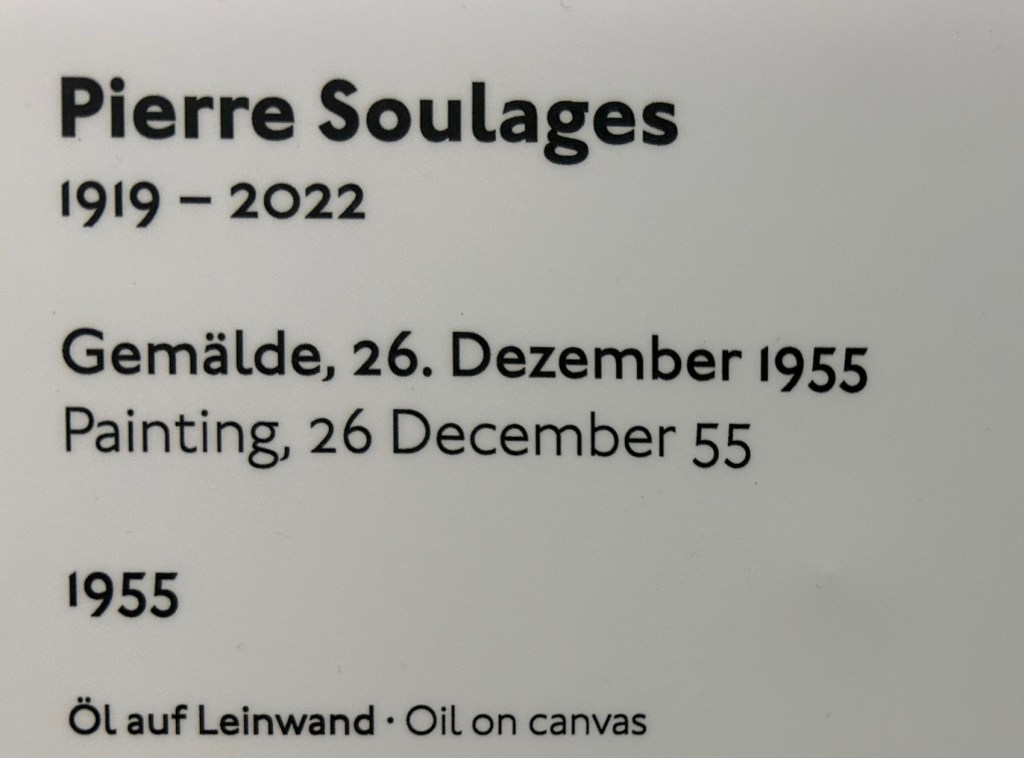 Pierre Soulages
1919 – 2022
Gemälde, 26. Dezember 1955
Painting, 26 December 55
1955
Öl auf Leinwand · Oil on canvas